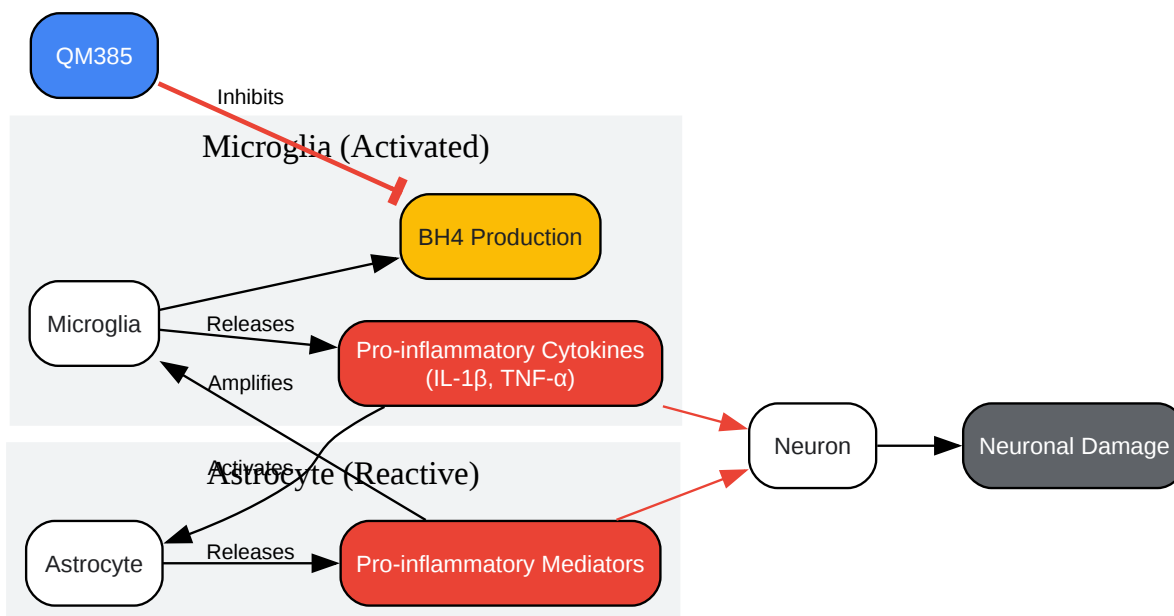 QM385
Inhibits
Microglia (Activated)
BH4 Production
Microglia
Releases
Pro-inflammatory Cytokines
(IL-1β, TNF-α)
Amplifies
Neuron
Neuronal Damage
Activates
Astrocyte (Reactive)
Astrocyte
Releases
Pro-inflammatory Mediators